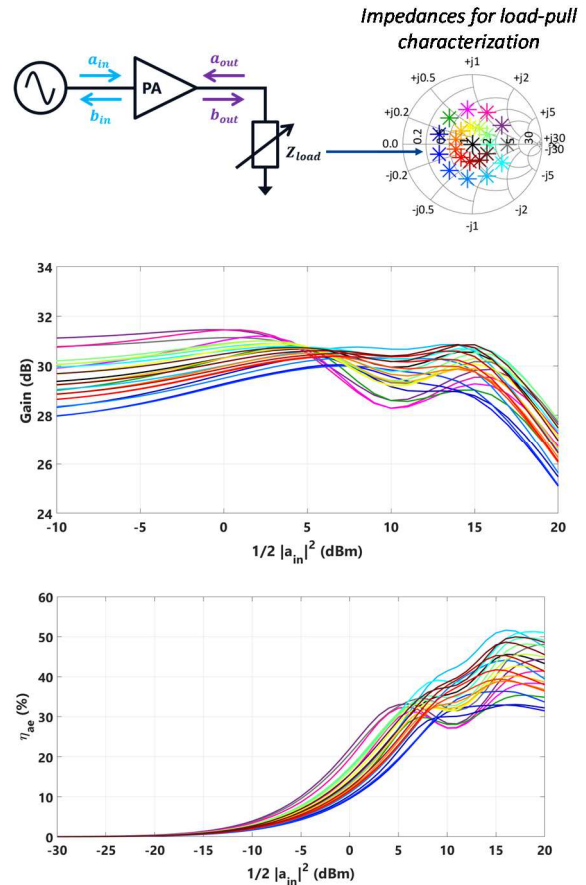 Impedances for load-pull
characterization
a_in
a_out
PA
b_in
b_out
Z_load
+j1
+j0.5
+j2
+j0.2
+j5
0.0
0.2
2
5
30
+j30
-j30
-j0.2
-j5
-j0.5
-j2
-j1
34
32
30
28
26
24
Gain (dB)
-10
-5
0
5
10
15
20
1/2 |a_in|^2 (dBm)
60
50
40
30
20
10
0
η_ae (%)
-30
-25
-20
-15
-10
-5
0
5
10
15
20
1/2 |a_in|^2 (dBm)